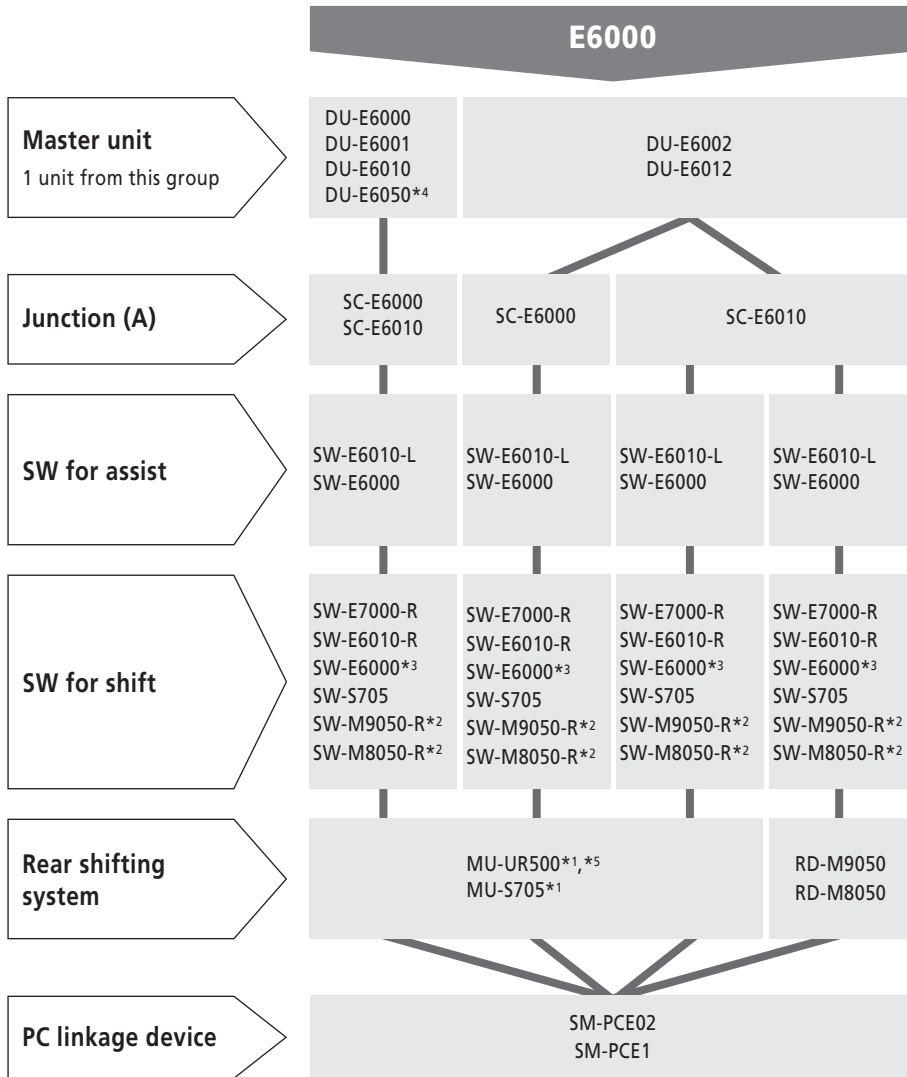 E6000
Master unit
1 unit from this group
DU-E6000
DU-E6001
DU-E6010
DU-E6050*4
DU-E6002
DU-E6012
Junction (A)
SC-E6000
SC-E6010
SC-E6000
SC-E6010
SW for assist
SW-E6010-L
SW-E6000
SW-E6010-L
SW-E6000
SW-E6010-L
SW-E6000
SW-E6010-L
SW-E6000
SW for shift
SW-E7000-R
SW-E6010-R
SW-E6000*3
SW-S705
SW-M9050-R*2
SW-M8050-R*2
SW-E7000-R
SW-E6010-R
SW-E6000*3
SW-S705
SW-M9050-R*2
SW-M8050-R*2
SW-E7000-R
SW-E6010-R
SW-E6000*3
SW-S705
SW-M9050-R*2
SW-M8050-R*2
SW-E7000-R
SW-E6010-R
SW-E6000*3
SW-S705
SW-M9050-R*2
SW-M8050-R*2
Rear shifting
system
MU-UR500*1,*5
MU-S705*1
RD-M9050
RD-M8050
PC linkage device
SM-PCE02
SM-PCE1